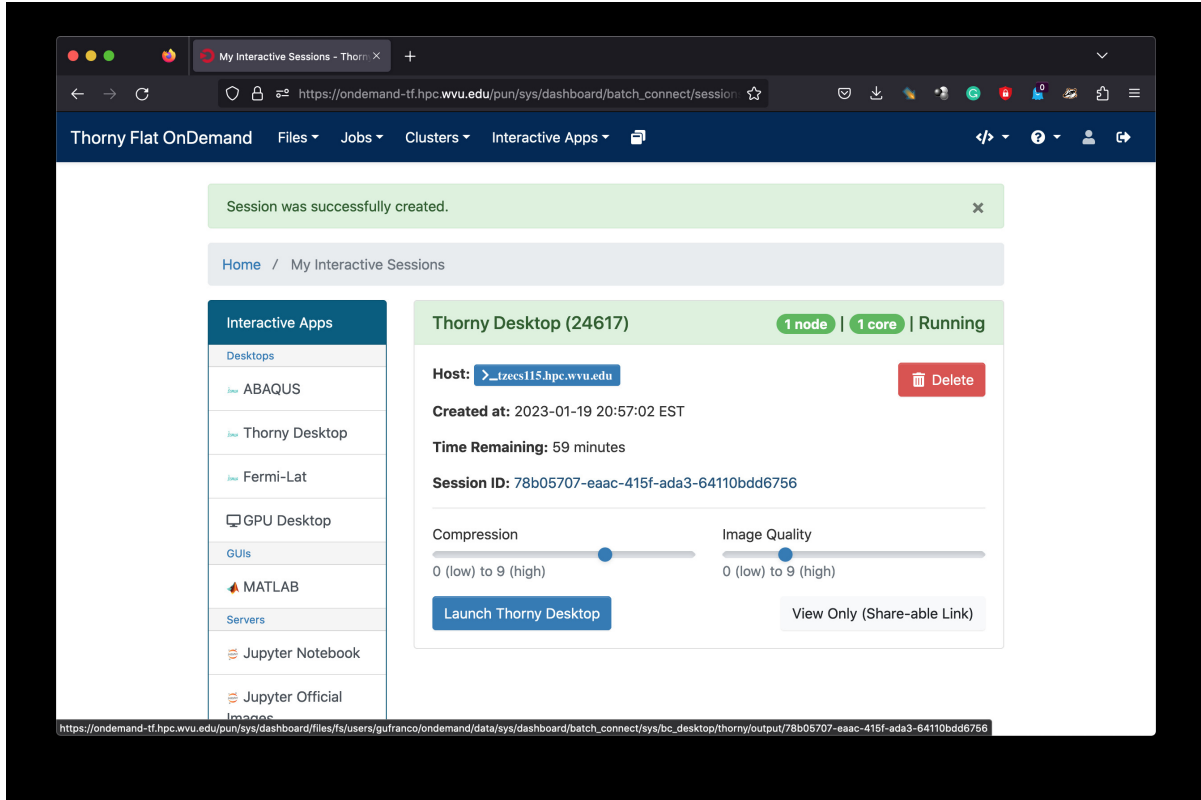 My Interactive Sessions - Thorn
https://ondemand-tf.hpc.wvu.edu/pun/sys/dashboard/batch_connect/session
0
Thorny Flat OnDemand Files Jobs Clusters Interactive Apps
Session was successfully created.
Home / My Interactive Sessions
Interactive Apps
Desktops
ABAQUS
Thorny Desktop
Fermi-Lat
GPU Desktop
GUIs
MATLAB
Servers
Jupyter Notebook
Jupyter Official
Images
Thorny Desktop (24617) 1 node | 1 core | Running
Host: >_tzecs115.hpc.wvu.edu
Delete
Created at: 2023-01-19 20:57:02 EST
Time Remaining: 59 minutes
Session ID: 78b05707-eaac-415f-ada3-64110bdd6756
Compression
0 (low) to 9 (high)
Image Quality
0 (low) to 9 (high)
Launch Thorny Desktop
View Only (Share-able Link)
https://ondemand-tf.hpc.wvu.edu/pun/sys/dashboard/files/fs/users/gufranco/ondemand/data/sys/dashboard/batch_connect/sys/bc_desktop/thorny/output/78b05707-eaac-415f-ada3-64110bdd6756